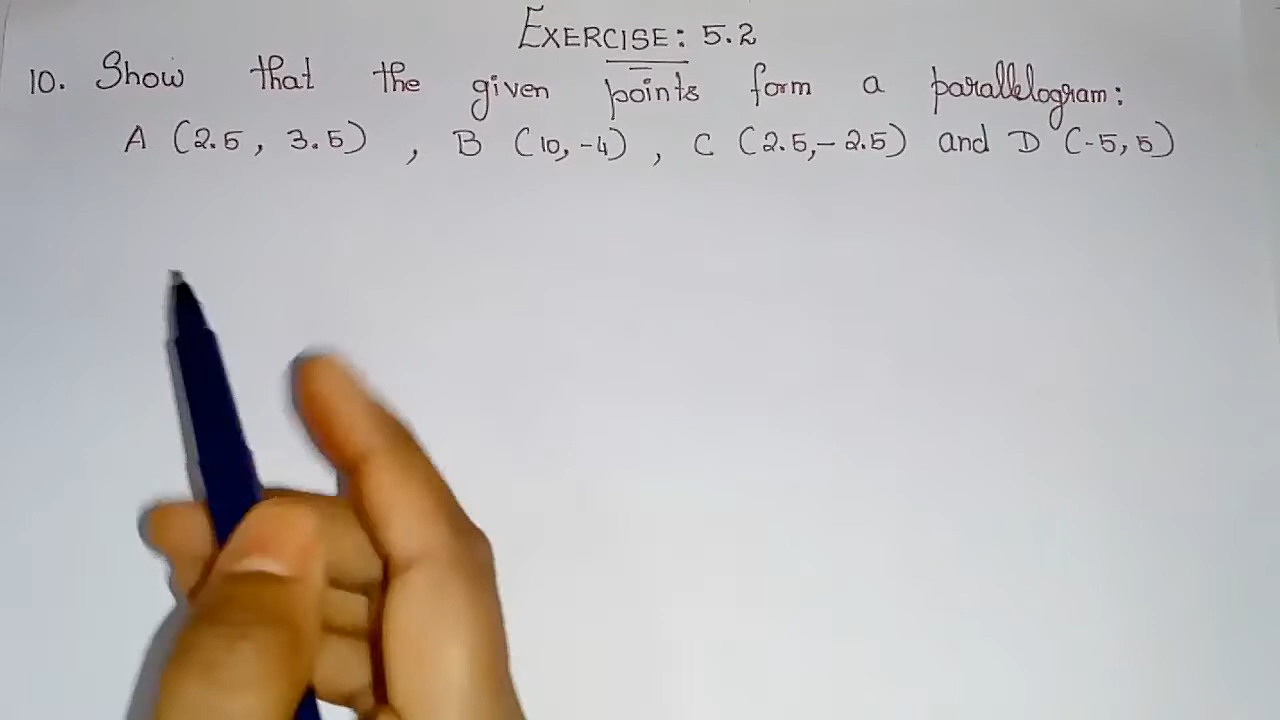 EXERCISE: 5.2
10. Show that the given points form a parallelogram:
A (2.5, 3.5), B (10, -4), C (2.5, -2.5) and D (-5, 5)